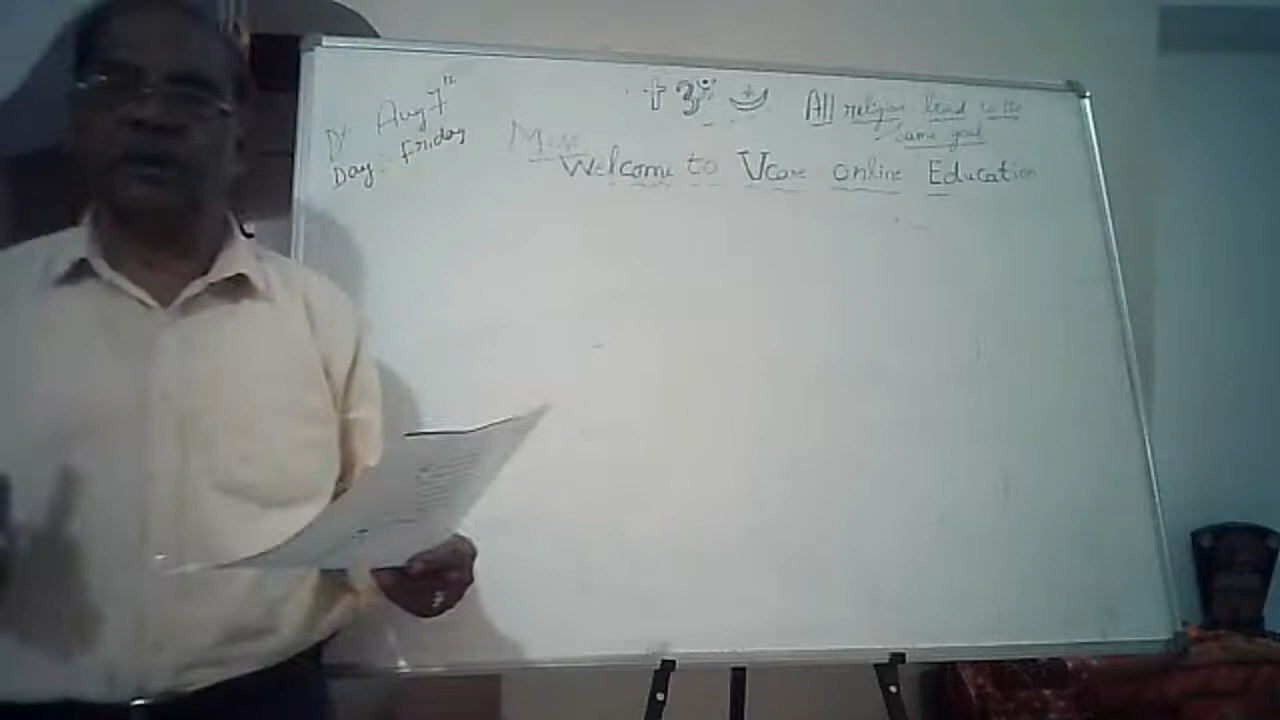 Aug 7th
Day: Friday
ॐ
All religion lead to the
same goal
Welcome to Vcare online Education